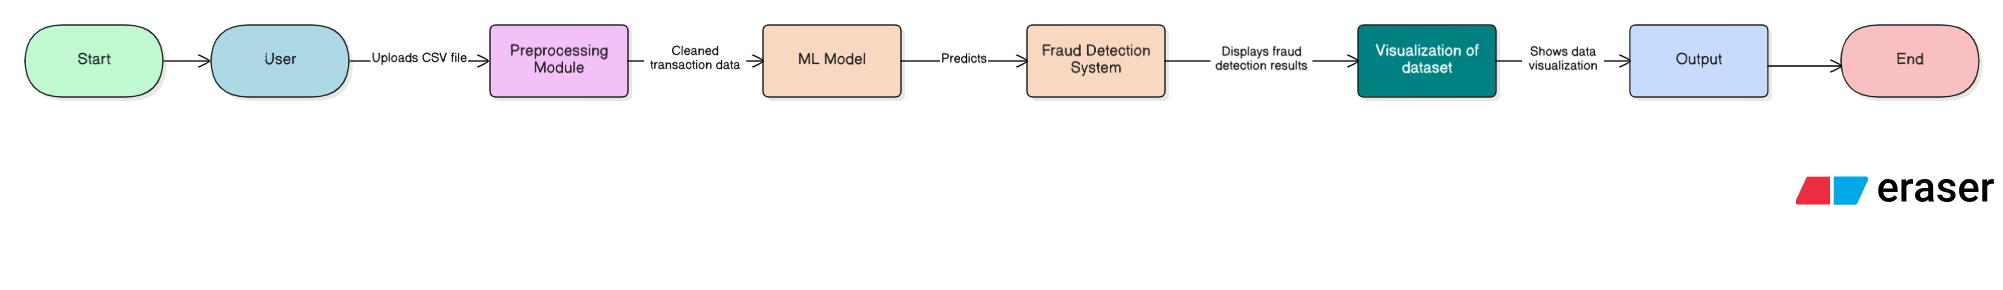 Start
User
Uploads CSV file
Preprocessing
Module
Cleaned
transaction data
ML Model
Predicts
Fraud Detection
System
Displays fraud
detection results
Visualization of
dataset
Shows data
visualization
Output
End
eraser